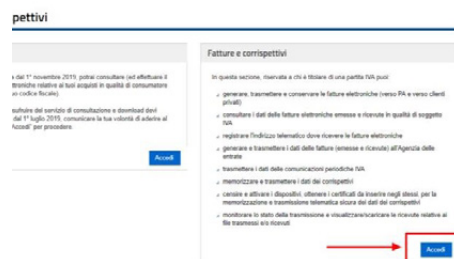 pettivi
dal 1° novembre 2019, potrai consultare (ed effettuare il
ttroniche relative ai tuoi acquisti in qualità di consumatore
uo codice fiscale).
usufruire del servizio di consultazione e download devi
dal 1° luglio 2019, comunicare la tua volontà di aderire al
Accedi" per procedere.
Accedi
Fatture e corrispettivi
In questa sezione, riservata a chi è titolare di una partita IVA puoi:
generare, trasmettere e conservare le fatture elettroniche (verso PA e verso clienti
privati)
consultare i dati delle fatture elettroniche emesse e ricevute in qualità di soggetto
IVA
registrare l'indirizzo telematico dove ricevere le fatture elettroniche
generare e trasmettere i dati delle fatture (emesse e ricevute) all'Agenzia delle
entrate
trasmettere i dati delle comunicazioni periodiche IVA
memorizzare e trasmettere i dati dei corrispettivi
censire e attivare i dispositivi, ottenere i certificati da inserire negli stessi, per la
memorizzazione e trasmissione telematica sicura dei dati dei corrispettivi
monitorare lo stato della trasmissione e visualizzare/scaricare le ricevute relative ai
file trasmessi e/o ricevuti
Accedi